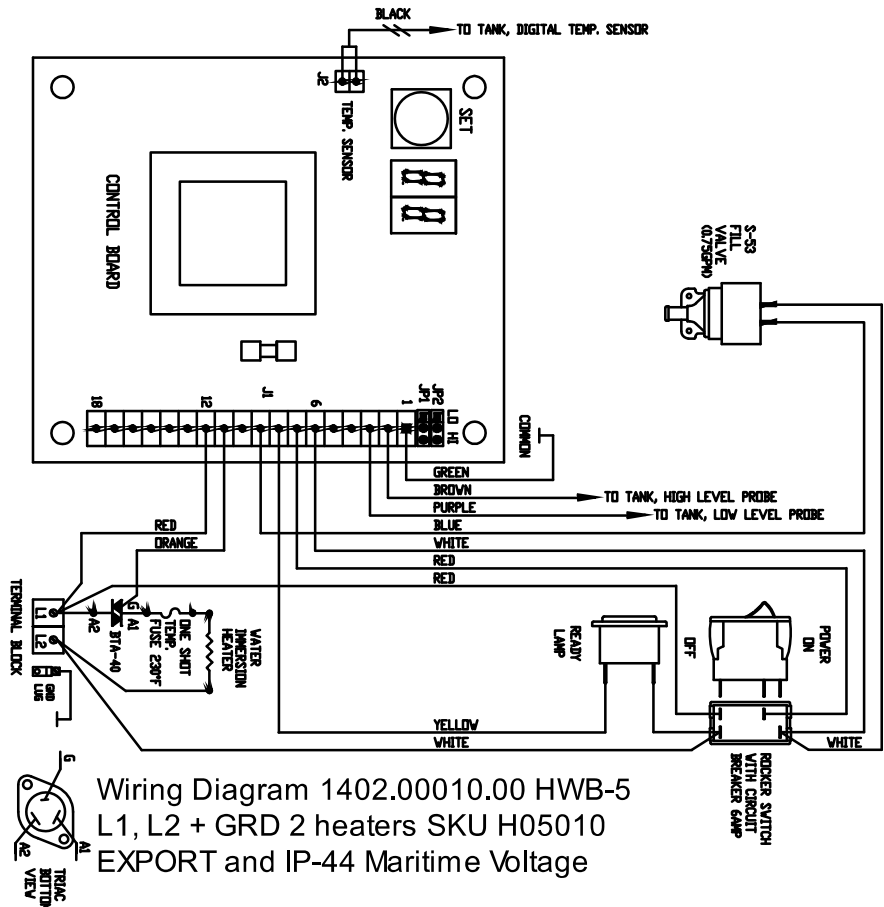 BLACK
TO TANK, DIGITAL TEMP. SENSOR
J2
TEMP. SENSOR
SET
CONTROL BOARD
S-53
FILL
VALVE
(0.75GPM)
18
12
J1
6
1
JP1
JP2
LO
HI
COMMON
GREEN
BROWN
TO TANK, HIGH LEVEL PROBE
PURPLE
TO TANK, LOW LEVEL PROBE
BLUE
WHITE
RED
RED
RED
ORANGE
TERMINAL BLOCK
L1
L2
GND
LUG
A2
BTA-40
G
A1
ONE SHOT
TEMP.
FUSE 230°F
WATER
IMMERSION
HEATER
READY
LAMP
OFF
POWER
ON
YELLOW
WHITE
WHITE
ROCKER SWITCH
WITH CIRCUIT
BREAKER 6AMP
G
A2
A1
TRIAC
BOTTOM
VIEW
Wiring Diagram 1402.00010.00 HWB-5
L1, L2 + GRD 2 heaters SKU H05010
EXPORT and IP-44 Maritime Voltage